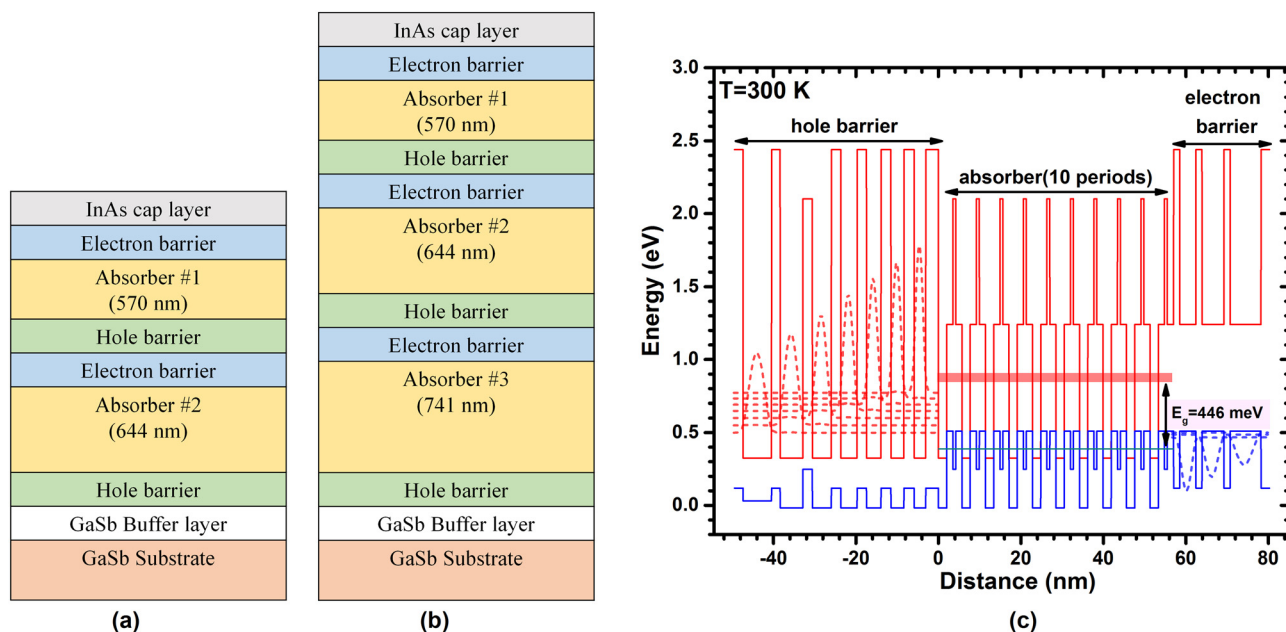 InAs cap layer
Electron barrier
Absorber #1
(570 nm)
Hole barrier
Electron barrier
Absorber #2
(644 nm)
Hole barrier
GaSb Buffer layer
GaSb Substrate
(a)
InAs cap layer
Electron barrier
Absorber #1
(570 nm)
Hole barrier
Electron barrier
Absorber #2
(644 nm)
Hole barrier
Electron barrier
Absorber #3
(741 nm)
Hole barrier
GaSb Buffer layer
GaSb Substrate
(b)
T=300 K
hole barrier
electron
barrier
absorber(10 periods)
Eg=446 meV
Energy (eV)
3.0
2.5
2.0
1.5
1.0
0.5
0.0
-40 -20 0 20 40 60 80
Distance (nm)
(c)